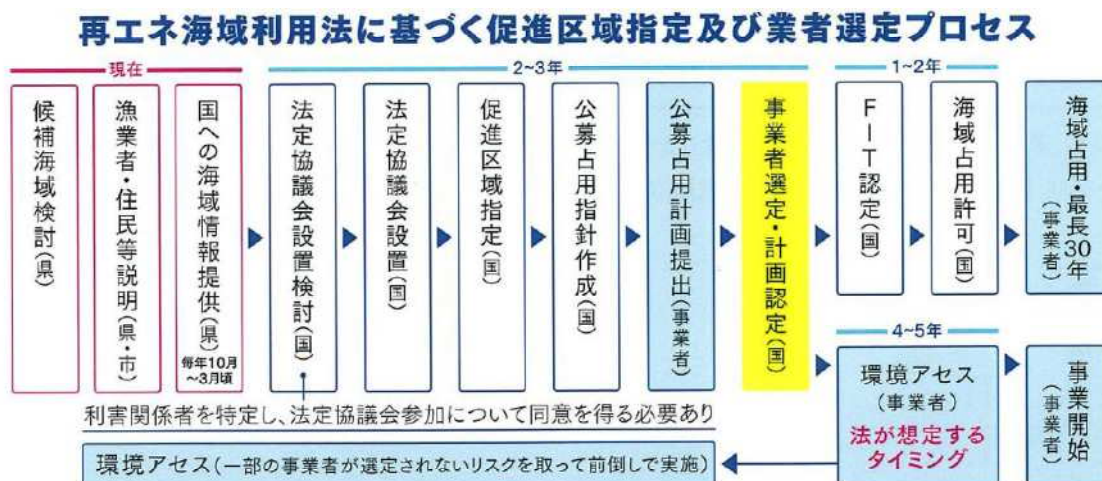 再エネ海域利用法に基づく促進区域指定及び業者選定プロセス
現在
2~3年
1~2年
候補海域検討(県)
漁業者・住民等説明(県・市)
国への海域情報提供(県)
毎年10月
~3月頃
法定協議会設置検討(国)
法定協議会設置(国)
促進区域指定(国)
公募占用指針作成(国)
公募占用計画提出(事業者)
事業者選定・計画認定(国)
FIT認定(国)
海域占用許可(国)
海域占用・最長30年
(事業者)
4~5年
環境アセス
(事業者)
法が想定する
タイミング
事業開始
(事業者)
利害関係者を特定し、法定協議会参加について同意を得る必要あり
環境アセス(一部の事業者が選定されないリスクを取って前倒しで実施)